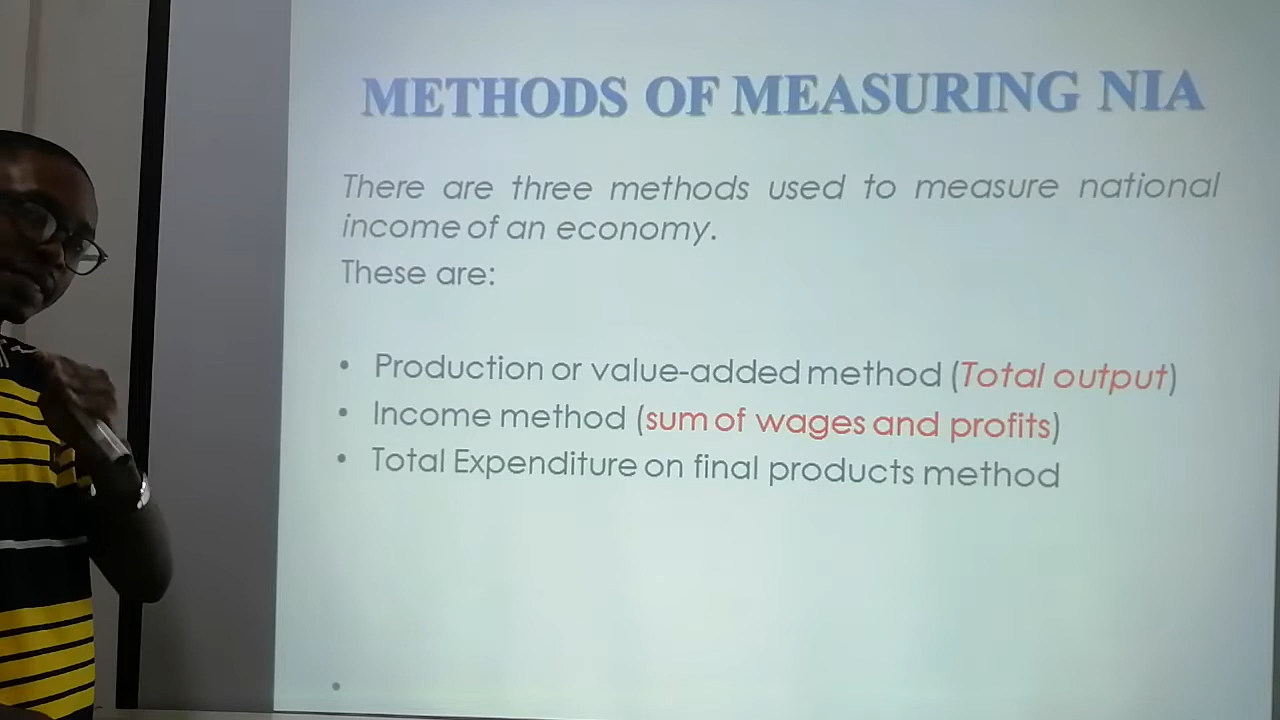 METHODS OF MEASURING NIA
There are three methods used to measure national
income of an economy.
These are:
• Production or value-added method (Total output)
• Income method (sum of wages and profits)
• Total Expenditure on final products method
•